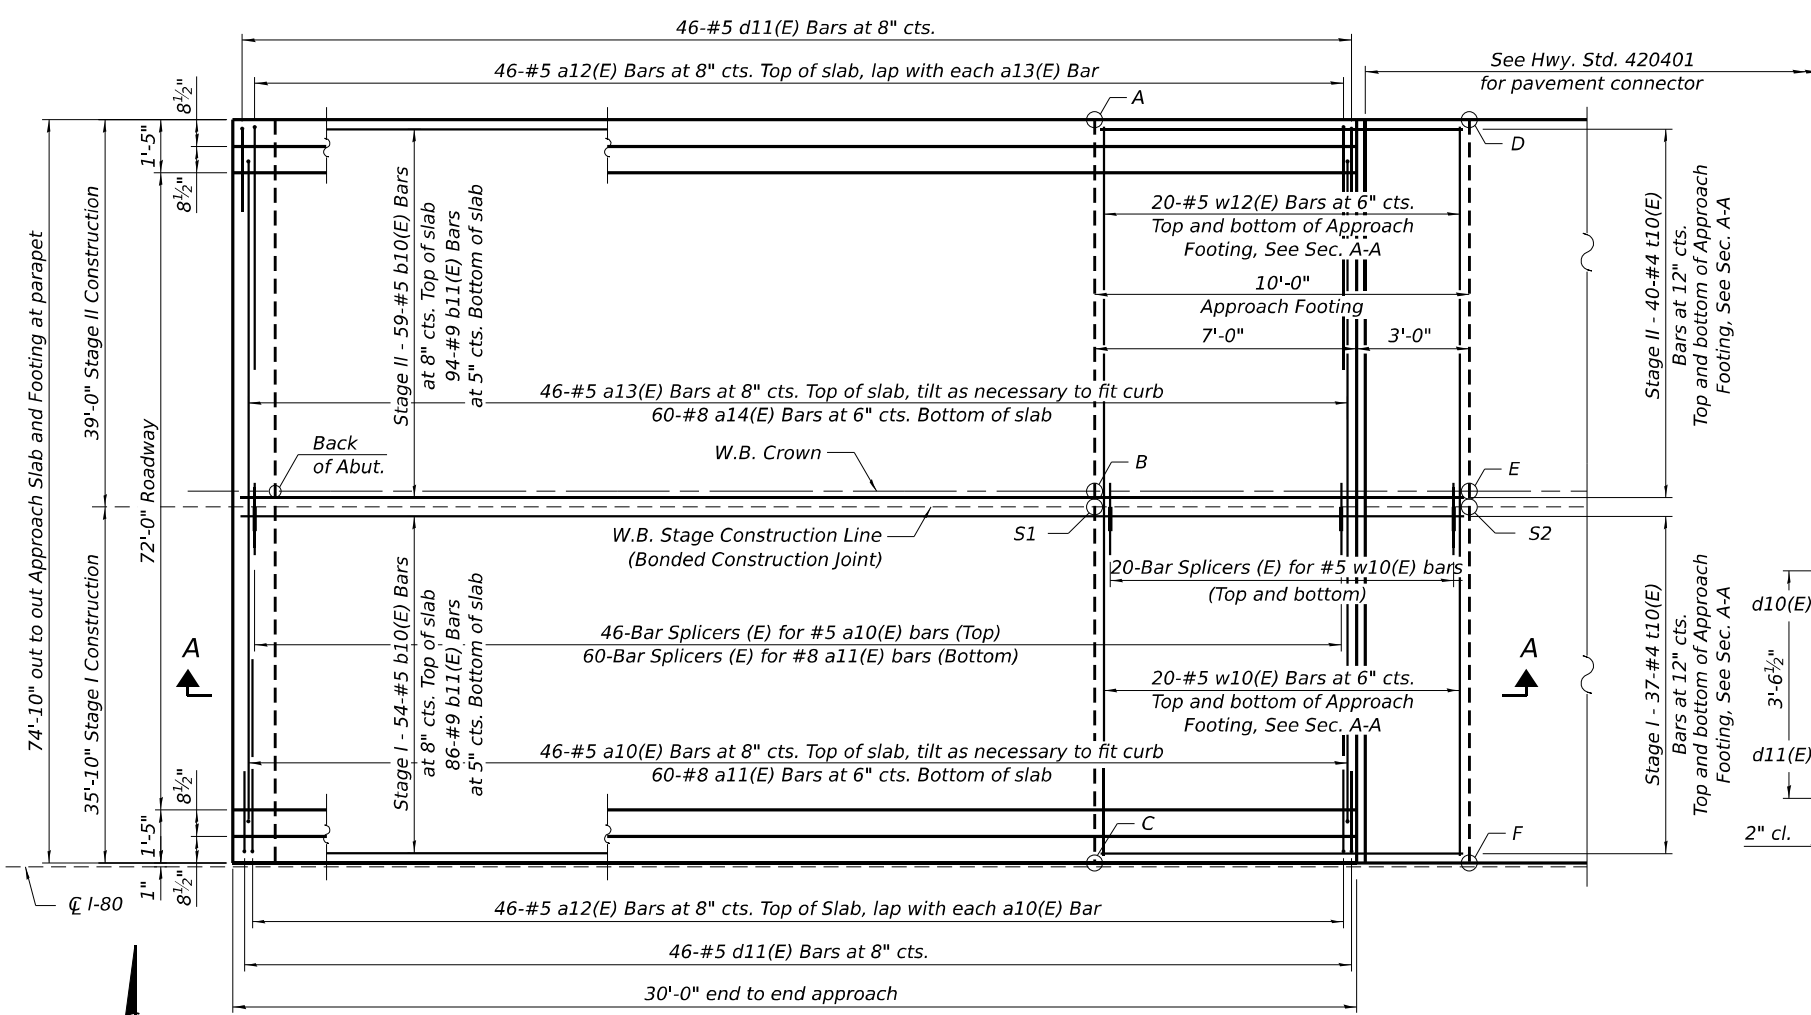 46-#5 d11(E) Bars at 8" cts.
46-#5 a12(E) Bars at 8" cts. Top of slab, lap with each a13(E) Bar
See Hwy. Std. 420401
for pavement connector
A
D
8½"
1'-5"
8½"
74'-10" out to out Approach Slab and Footing at parapet
39'-0" Stage II Construction
72'-0" Roadway
35'-10" Stage I Construction
Stage II - 59-#5 b10(E) Bars
at 8" cts. Top of slab
94-#9 b11(E) Bars
at 5" cts. Bottom of slab
20-#5 w12(E) Bars at 6" cts.
Top and bottom of Approach
Footing, See Sec. A-A
10'-0"
Approach Footing
7'-0"
3'-0"
Stage II - 40-#4 t10(E)
Bars at 12" cts.
Top and bottom of Approach
Footing, See Sec. A-A
46-#5 a13(E) Bars at 8" cts. Top of slab, tilt as necessary to fit curb
60-#8 a14(E) Bars at 6" cts. Bottom of slab
Back
of Abut.
W.B. Crown
B
E
W.B. Stage Construction Line
(Bonded Construction Joint)
S1
S2
20-Bar Splicers (E) for #5 w10(E) bars
(Top and bottom)
Stage I - 54-#5 b10(E) Bars
at 8" cts. Top of slab
86-#9 b11(E) Bars
at 5" cts. Bottom of slab
46-Bar Splicers (E) for #5 a10(E) bars (Top)
60-Bar Splicers (E) for #8 a11(E) bars (Bottom)
A
A
20-#5 w10(E) Bars at 6" cts.
Top and bottom of Approach
Footing, See Sec. A-A
Stage I - 37-#4 t10(E)
Bars at 12" cts.
Top and bottom of Approach
Footing, See Sec. A-A
d10(E)
3'-6½"
d11(E)
2" cl.
46-#5 a10(E) Bars at 8" cts. Top of slab, tilt as necessary to fit curb
60-#8 a11(E) Bars at 6" cts. Bottom of slab
8½"
1'-5"
1"
8½"
C
F
℄ I-80
46-#5 a12(E) Bars at 8" cts. Top of Slab, lap with each a10(E) Bar
46-#5 d11(E) Bars at 8" cts.
30'-0" end to end approach